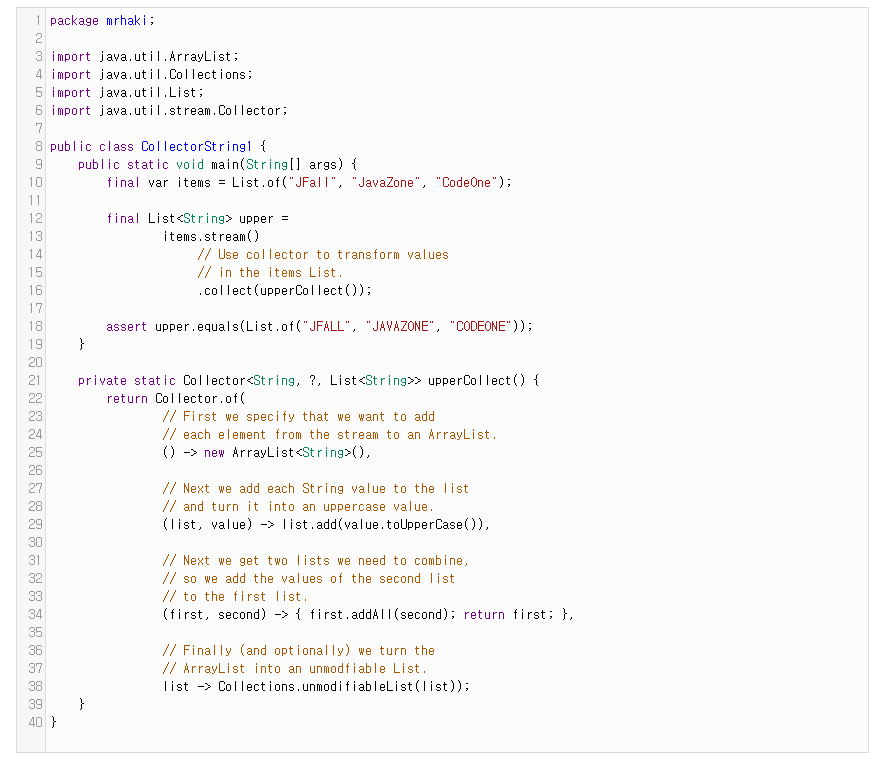 1 package mrhaki;
2
3 import java.util.ArrayList;
4 import java.util.Collections;
5 import java.util.List;
6 import java.util.stream.Collector;
7
8 public class CollectorString1 {
9     public static void main(String[] args) {
10         final var items = List.of("JFall", "JavaZone", "CodeOne");
11
12         final List<String> upper =
13                 items.stream()
14                      // Use collector to transform values
15                      // in the items List.
16                      .collect(upperCollect());
17
18         assert upper.equals(List.of("JFALL", "JAVAZONE", "CODEONE"));
19     }
20
21     private static Collector<String, ?, List<String>> upperCollect() {
22         return Collector.of(
23                 // First we specify that we want to add
24                 // each element from the stream to an ArrayList.
25                 () -> new ArrayList<String>(),
26
27                 // Next we add each String value to the list
28                 // and turn it into an uppercase value.
29                 (list, value) -> list.add(value.toUpperCase()),
30
31                 // Next we get two lists we need to combine,
32                 // so we add the values of the second list
33                 // to the first list.
34                 (first, second) -> { first.addAll(second); return first; },
35
36                 // Finally (and optionally) we turn the
37                 // ArrayList into an unmodfiable List.
38                 list -> Collections.unmodifiableList(list));
39     }
40 }